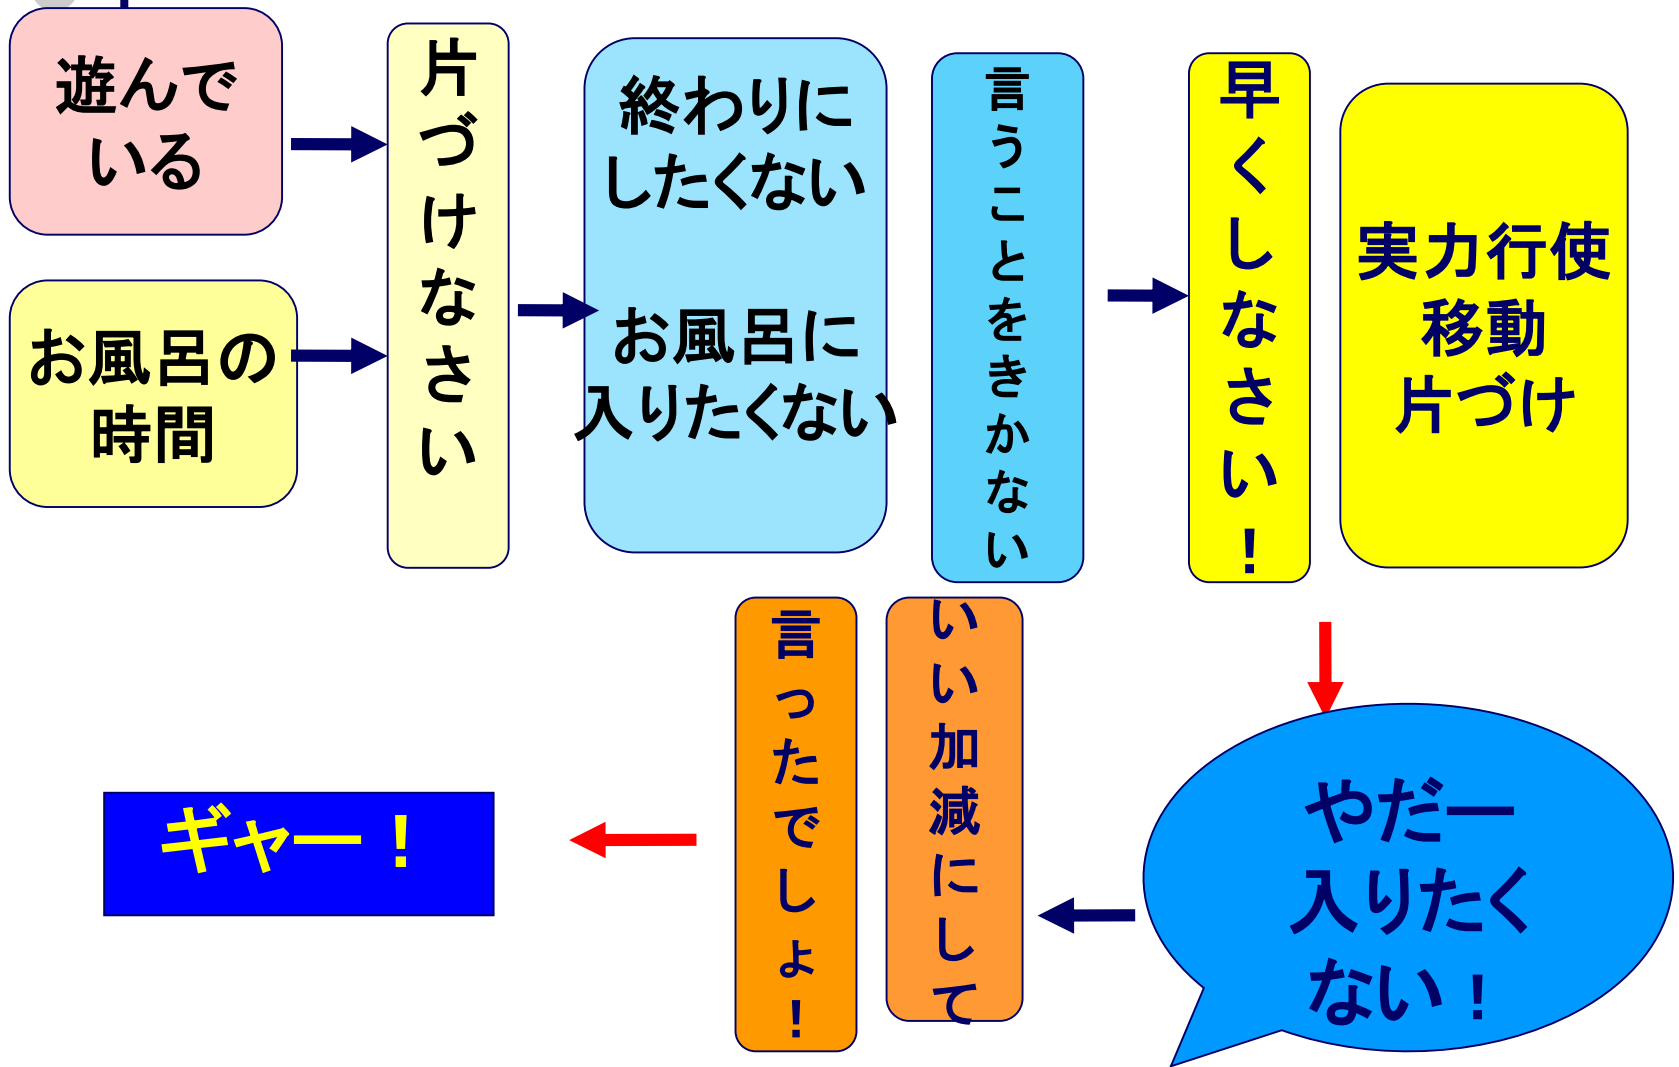 遊んで
いる
お風呂の
時間
片づけなさい
終わりに
したくない
お風呂に
入りたくない
言うことをきかない
早くしなさい！
実力行使
移動
片づけ
やだー
入りたく
ない！
いい加減にして
言ったでしょ！
ギャー！